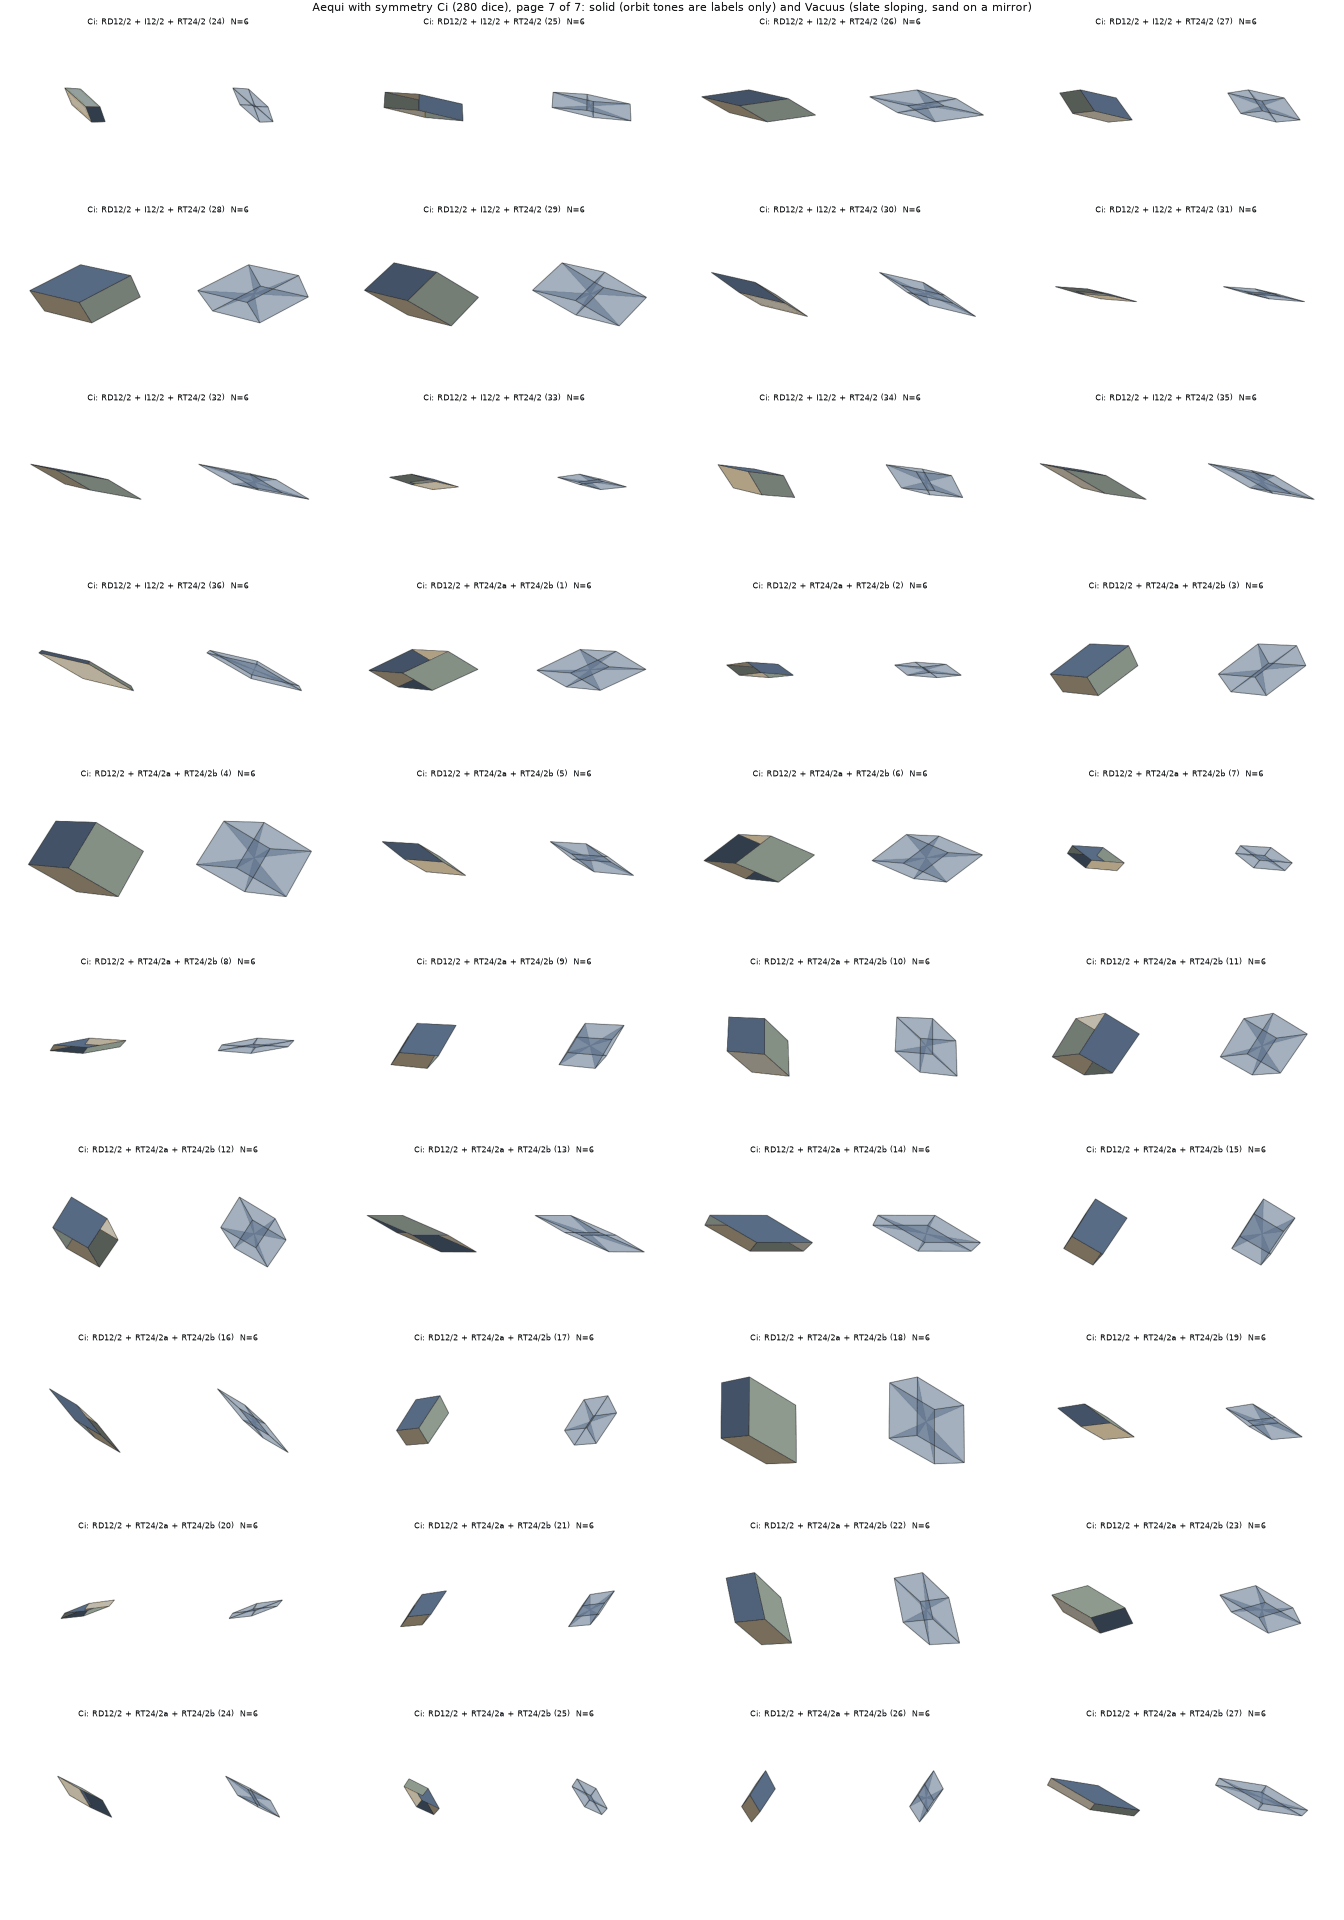 Aequi with symmetry Ci (280 dice), page 7 of 7: solid (orbit tones are labels only) and Vacuus (slate sloping, sand on a mirror)
Ci: RD12/2 + I12/2 + RT24/2 (24)  N=6
Ci: RD12/2 + I12/2 + RT24/2 (25)  N=6
Ci: RD12/2 + I12/2 + RT24/2 (26)  N=6
Ci: RD12/2 + I12/2 + RT24/2 (27)  N=6
Ci: RD12/2 + I12/2 + RT24/2 (28)  N=6
Ci: RD12/2 + I12/2 + RT24/2 (29)  N=6
Ci: RD12/2 + I12/2 + RT24/2 (30)  N=6
Ci: RD12/2 + I12/2 + RT24/2 (31)  N=6
Ci: RD12/2 + I12/2 + RT24/2 (32)  N=6
Ci: RD12/2 + I12/2 + RT24/2 (33)  N=6
Ci: RD12/2 + I12/2 + RT24/2 (34)  N=6
Ci: RD12/2 + I12/2 + RT24/2 (35)  N=6
Ci: RD12/2 + I12/2 + RT24/2 (36)  N=6
Ci: RD12/2 + RT24/2a + RT24/2b (1)  N=6
Ci: RD12/2 + RT24/2a + RT24/2b (2)  N=6
Ci: RD12/2 + RT24/2a + RT24/2b (3)  N=6
Ci: RD12/2 + RT24/2a + RT24/2b (4)  N=6
Ci: RD12/2 + RT24/2a + RT24/2b (5)  N=6
Ci: RD12/2 + RT24/2a + RT24/2b (6)  N=6
Ci: RD12/2 + RT24/2a + RT24/2b (7)  N=6
Ci: RD12/2 + RT24/2a + RT24/2b (8)  N=6
Ci: RD12/2 + RT24/2a + RT24/2b (9)  N=6
Ci: RD12/2 + RT24/2a + RT24/2b (10)  N=6
Ci: RD12/2 + RT24/2a + RT24/2b (11)  N=6
Ci: RD12/2 + RT24/2a + RT24/2b (12)  N=6
Ci: RD12/2 + RT24/2a + RT24/2b (13)  N=6
Ci: RD12/2 + RT24/2a + RT24/2b (14)  N=6
Ci: RD12/2 + RT24/2a + RT24/2b (15)  N=6
Ci: RD12/2 + RT24/2a + RT24/2b (16)  N=6
Ci: RD12/2 + RT24/2a + RT24/2b (17)  N=6
Ci: RD12/2 + RT24/2a + RT24/2b (18)  N=6
Ci: RD12/2 + RT24/2a + RT24/2b (19)  N=6
Ci: RD12/2 + RT24/2a + RT24/2b (20)  N=6
Ci: RD12/2 + RT24/2a + RT24/2b (21)  N=6
Ci: RD12/2 + RT24/2a + RT24/2b (22)  N=6
Ci: RD12/2 + RT24/2a + RT24/2b (23)  N=6
Ci: RD12/2 + RT24/2a + RT24/2b (24)  N=6
Ci: RD12/2 + RT24/2a + RT24/2b (25)  N=6
Ci: RD12/2 + RT24/2a + RT24/2b (26)  N=6
Ci: RD12/2 + RT24/2a + RT24/2b (27)  N=6